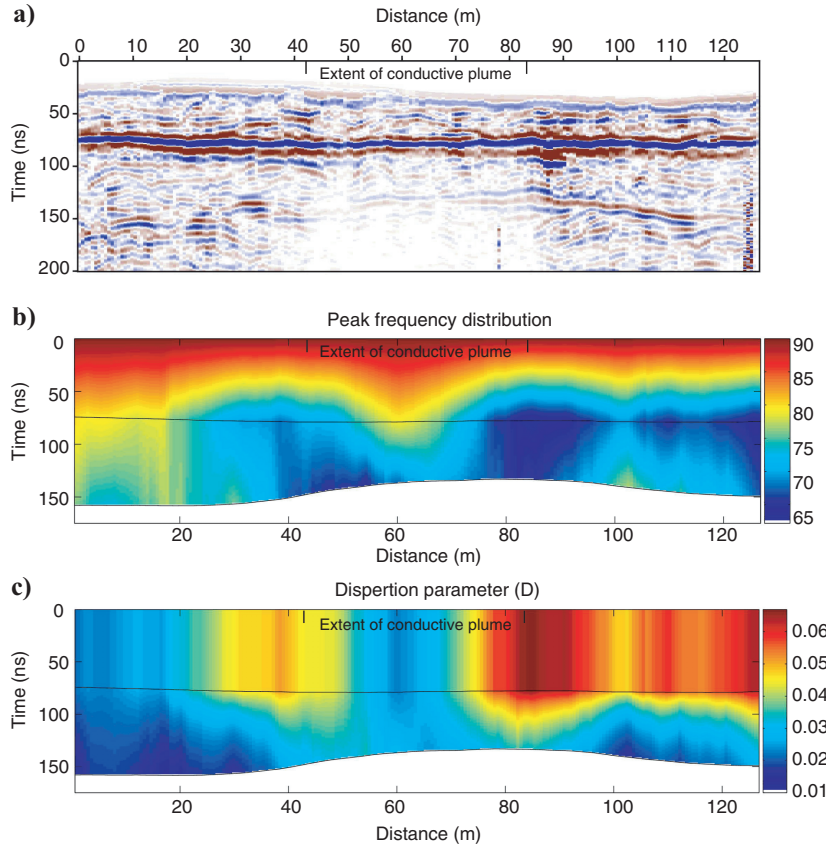 a)
Distance (m)
0 10 20 30 40 50 60 70 78 90 100 110 120
Extent of conductive plume
Time (ns)
0
50
100
150
200
b)
Peak frequency distribution
Extent of conductive plume
Time (ns)
0
50
100
150
20 40 60 80 100 120
Distance (m)
90
85
80
75
70
65
c)
Dispertion parameter (D)
Extent of conductive plume
Time (ns)
0
50
100
150
20 40 60 80 100 120
Distance (m)
0.06
0.05
0.04
0.03
0.02
0.01